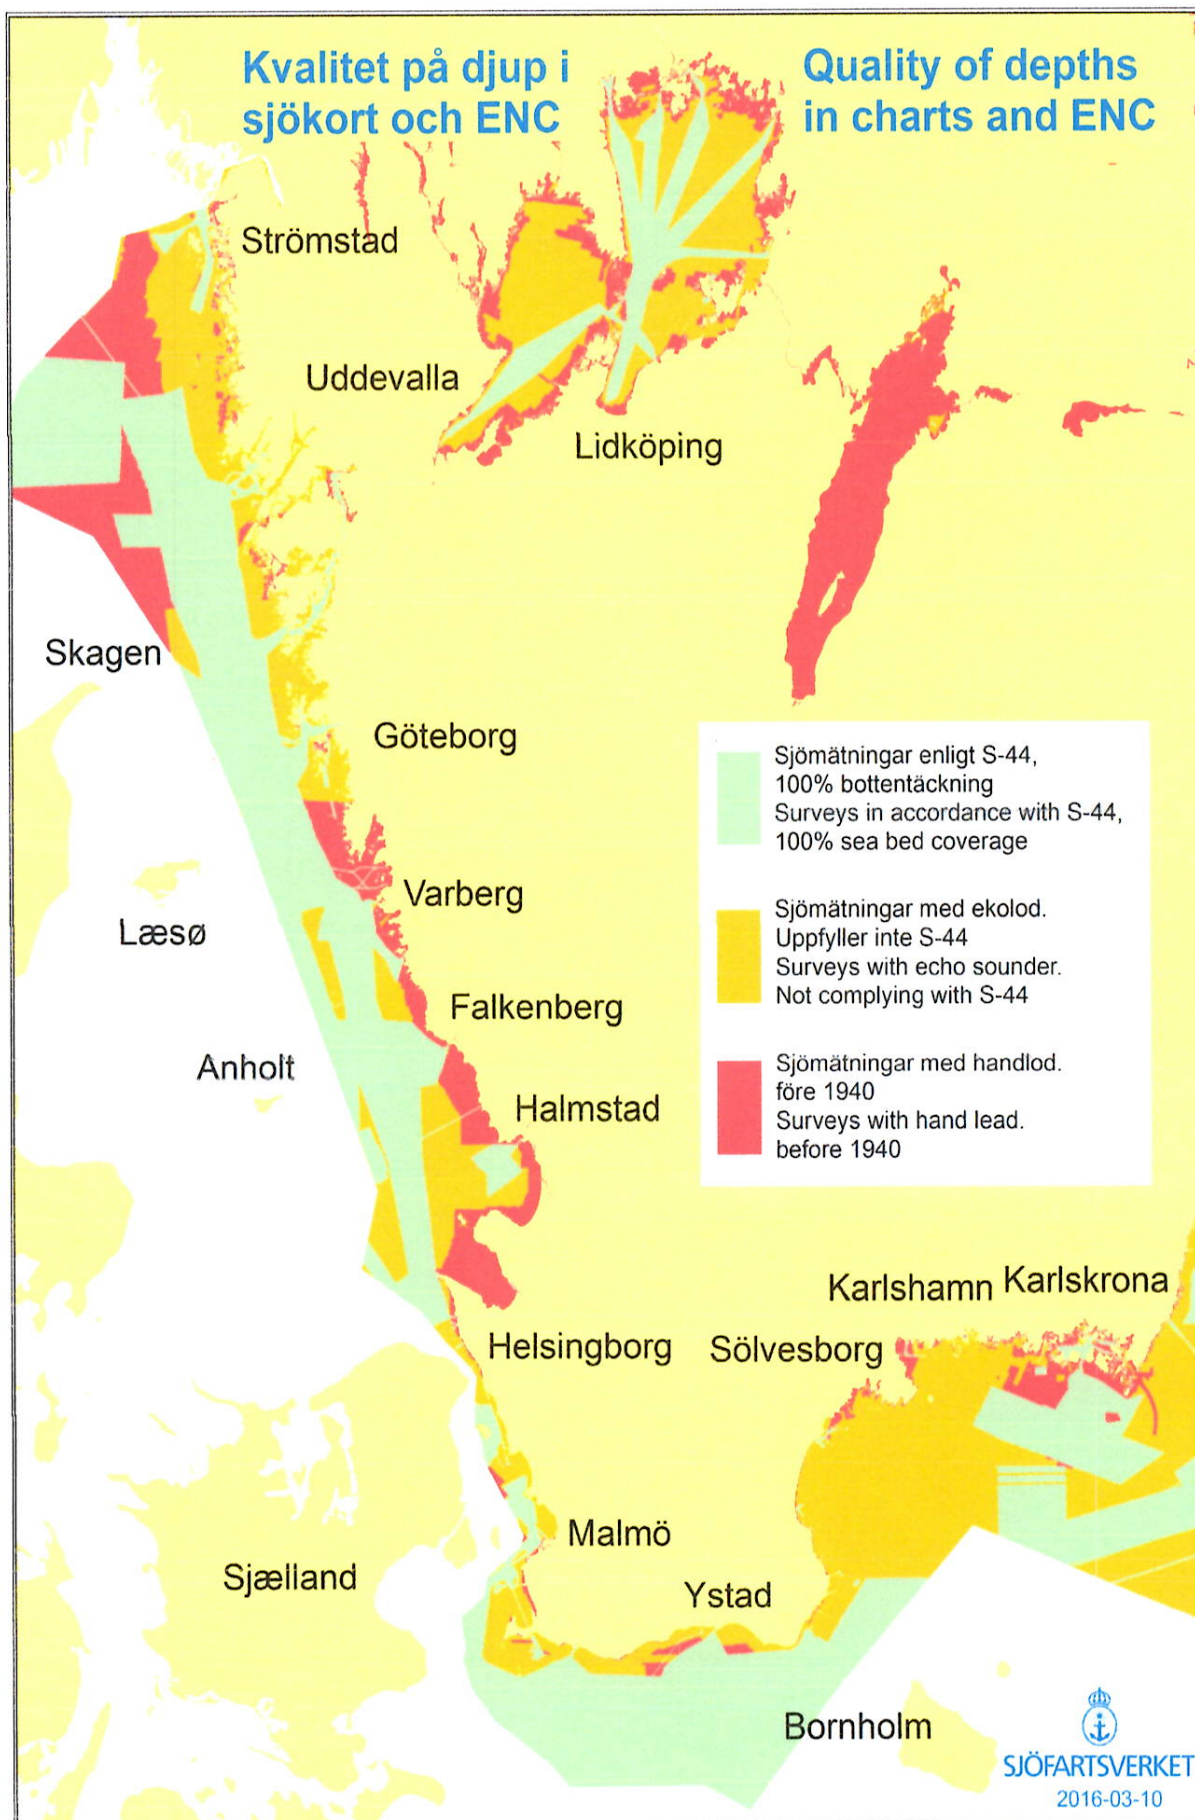 Kvalitet på djup i
sjökort och ENC
Quality of depths
in charts and ENC
Strömstad
Uddevalla
Lidköping
Skagen
Göteborg
Sjömätningar enligt S-44,
100% bottentäckning
Surveys in accordance with S-44,
100% sea bed coverage
Varberg
Læsø
Sjömätningar med ekolod.
Uppfyller inte S-44
Surveys with echo sounder.
Not complying with S-44
Falkenberg
Anholt
Halmstad
Sjömätningar med handlod.
före 1940
Surveys with hand lead.
before 1940
Karlshamn
Karlskrona
Helsingborg
Sölvesborg
Malmö
Sjælland
Ystad
Bornholm
SJÖFARTSVERKET
2016-03-10